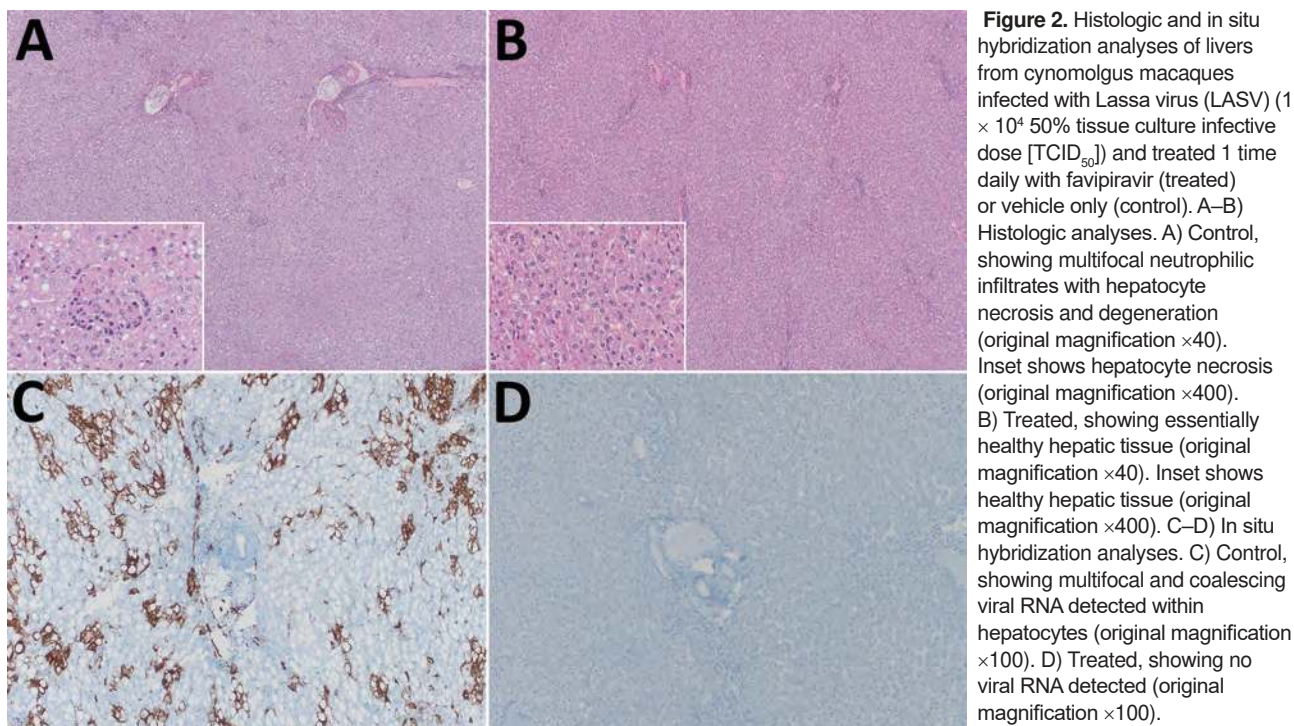 A
B
C
D
Figure 2. Histologic and in situ
hybridization analyses of livers
from cynomolgus macaques
infected with Lassa virus (LASV) (1
× 10⁴ 50% tissue culture infective
dose [TCID₅₀]) and treated 1 time
daily with favipiravir (treated)
or vehicle only (control). A–B)
Histologic analyses. A) Control,
showing multifocal neutrophilic
infiltrates with hepatocyte
necrosis and degeneration
(original magnification ×40).
Inset shows hepatocyte necrosis
(original magnification ×400).
B) Treated, showing essentially
healthy hepatic tissue (original
magnification ×40). Inset shows
healthy hepatic tissue (original
magnification ×400). C–D) In situ
hybridization analyses. C) Control,
showing multifocal and coalescing
viral RNA detected within
hepatocytes (original magnification
×100). D) Treated, showing no
viral RNA detected (original
magnification ×100).